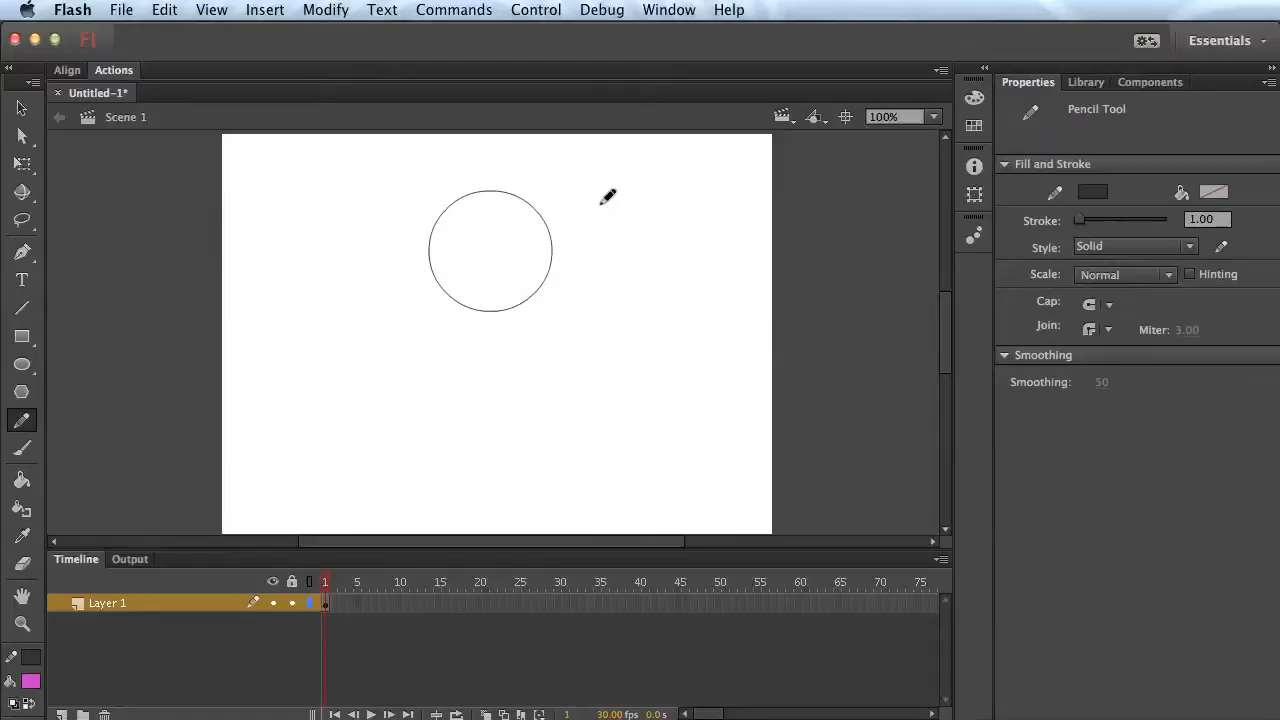 Flash File Edit View Insert Modify Text Commands Control Debug Window Help
Fl Essentials
Align Actions
Untitled-1*
Scene 1 100%
Properties Library Components
Pencil Tool
Fill and Stroke
Stroke: 1.00
Style: Solid
Scale: Normal Hinting
Cap:
Join: Miter: 3.00
Smoothing
Smoothing: 50
T
Timeline Output
1 5 10 15 20 25 30 35 40 45 50 55 60 65 70 75
Layer 1
1 30.00 fps 0.0 s